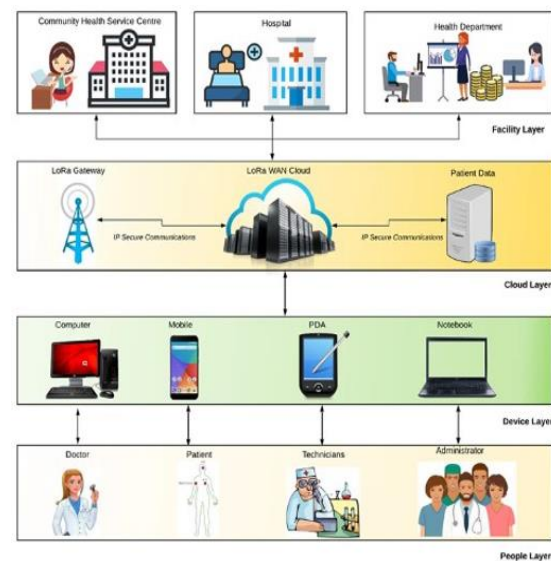 Community Health Service Centre
Hospital
Health Department
Facility Layer
LoRa Gateway
LoRa WAN Cloud
Patient Data
IP Secure Communications
IP Secure Communications
Cloud Layer
Computer
Mobile
PDA
Notebook
Device Layer
Doctor
Patient
Technicians
Administrator
People Layer